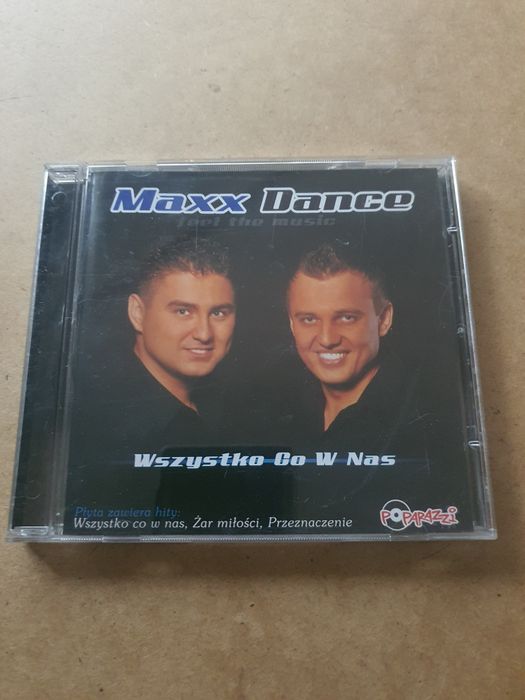 Maxx Dance
feel the music
Wszystko Co W Nas
Płyta zawiera hity:
Wszystko co w nas, Żar miłości, Przeznaczenie
POPARAZZI